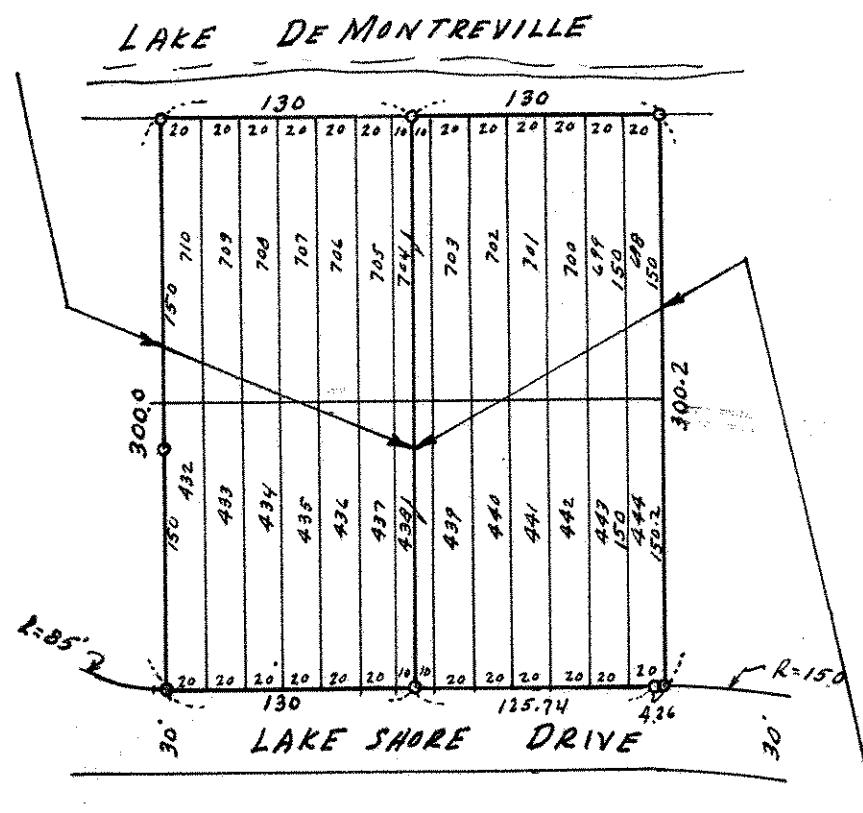 LAKE DE MONTREVILLE
130 130
20 20 20 20 20 20 10 10 20 20 20 20 20 20
710 709 708 707 706 705 704 703 702 701 700 699 698
150 150 150
300.0 300.2
432 433 434 435 436 437 438 439 440 441 442 443 444
150 150 150.2
R=85'
20 20 20 20 20 20 10 10 20 20 20 20 20 20
R=150
130 125.74 4.26
30' LAKE SHORE DRIVE 30'